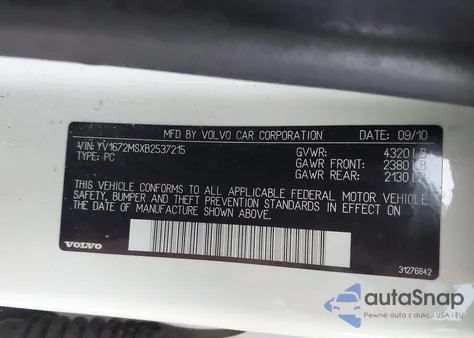 MFD BY VOLVO CAR CORPORATION DATE: 09/10
VIN: YV1672MSXB2537215 GVWR: 4320 LB
TYPE: PC GAWR FRONT: 2380 LB
GAWR REAR: 2130 LB
THIS VEHICLE CONFORMS TO ALL APPLICABLE FEDERAL MOTOR VEHICLE
SAFETY, BUMPER AND THEFT PREVENTION STANDARDS IN EFFECT ON
THE DATE OF MANUFACTURE SHOWN ABOVE.
VOLVO
31276842
autoSnap
Pewne auta z aukcji USA i EU